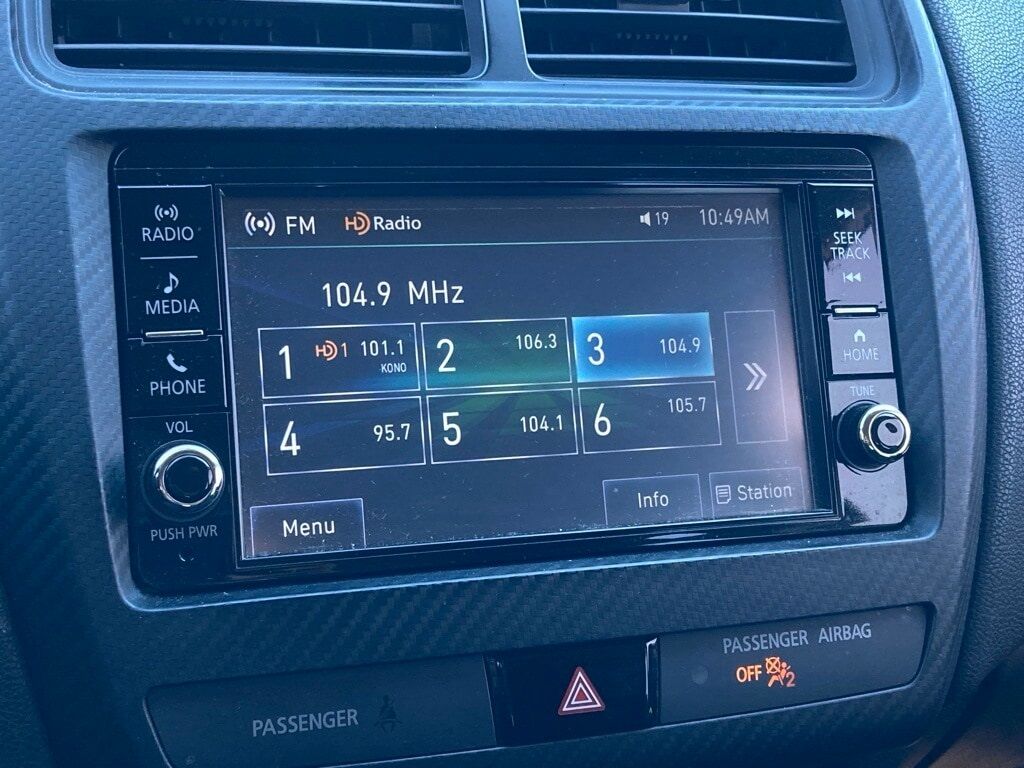 RADIO
MEDIA
PHONE
VOL
PUSH PWR
FM HD Radio 19 10:49AM
104.9 MHz
1 HD1 101.1 KONO
2 106.3
3 104.9
4 95.7
5 104.1
6 105.7
Menu Info Station
SEEK
TRACK
HOME
TUNE
PASSENGER
PASSENGER AIRBAG
OFF 2